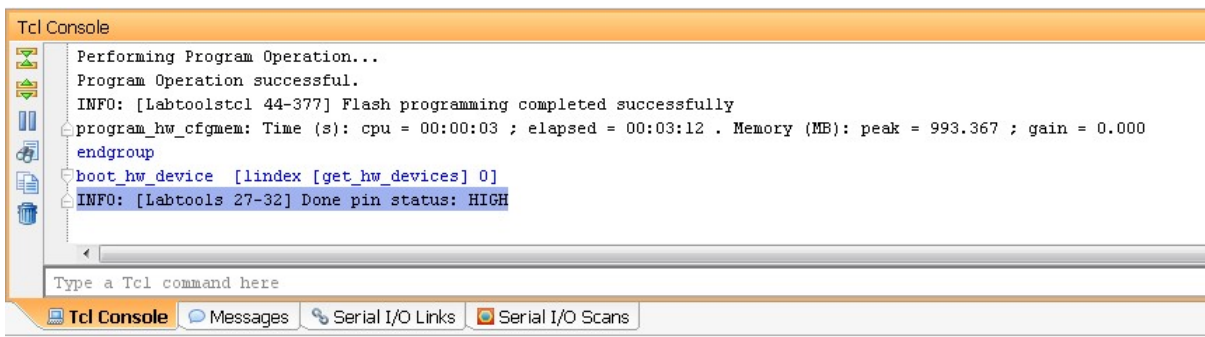 Tcl Console
Performing Program Operation...
Program Operation successful.
INFO: [Labtoolstcl 44-377] Flash programming completed successfully
program_hw_cfgmem: Time (s): cpu = 00:00:03 ; elapsed = 00:03:12 . Memory (MB): peak = 993.367 ; gain = 0.000
endgroup
boot_hw_device  [lindex [get_hw_devices] 0]
INFO: [Labtools 27-32] Done pin status: HIGH
Type a Tcl command here
Tcl Console Messages Serial I/O Links Serial I/O Scans